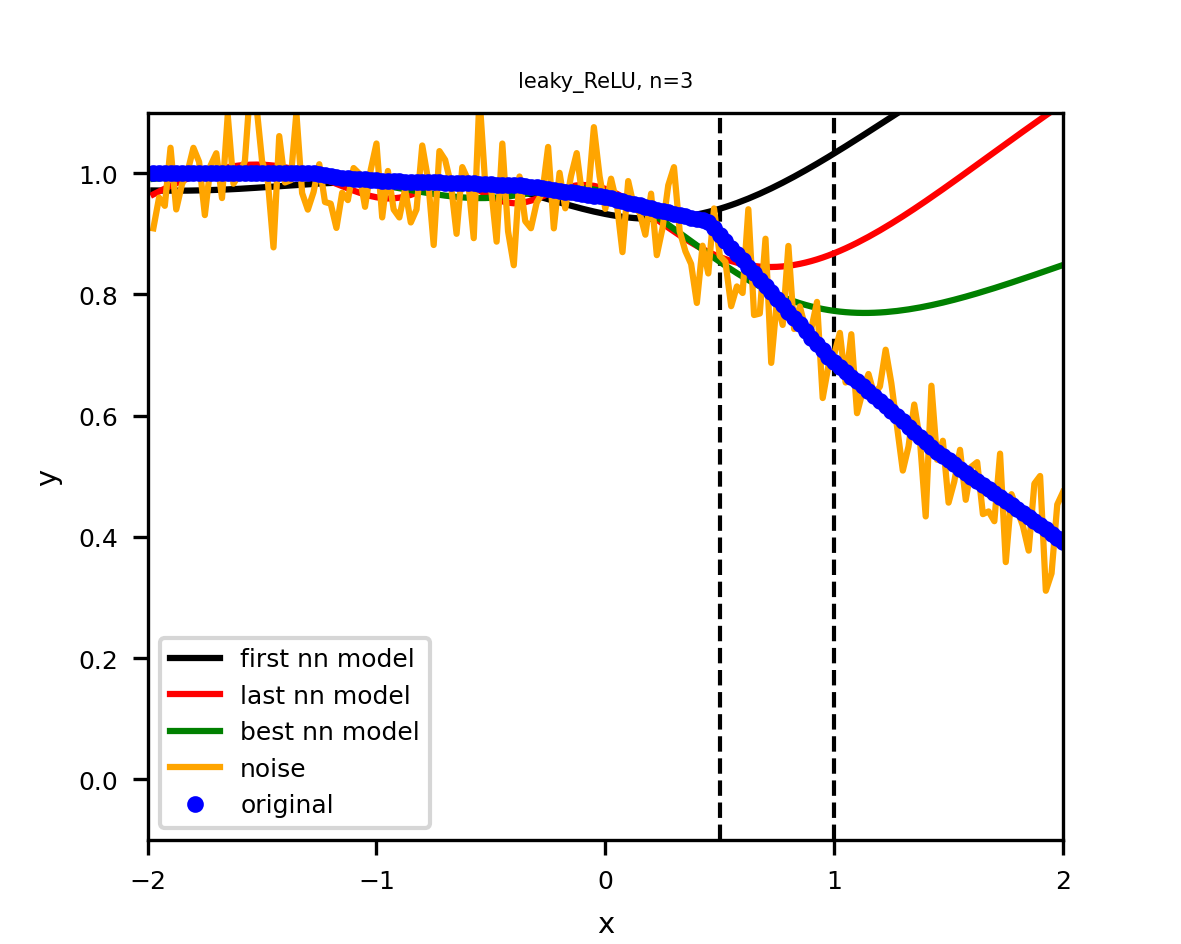 leaky_ReLU, n=3
1.0
0.8
0.6
0.4
0.2
0.0
y
first nn model
last nn model
best nn model
noise
original
−2
−1
0
1
2
x